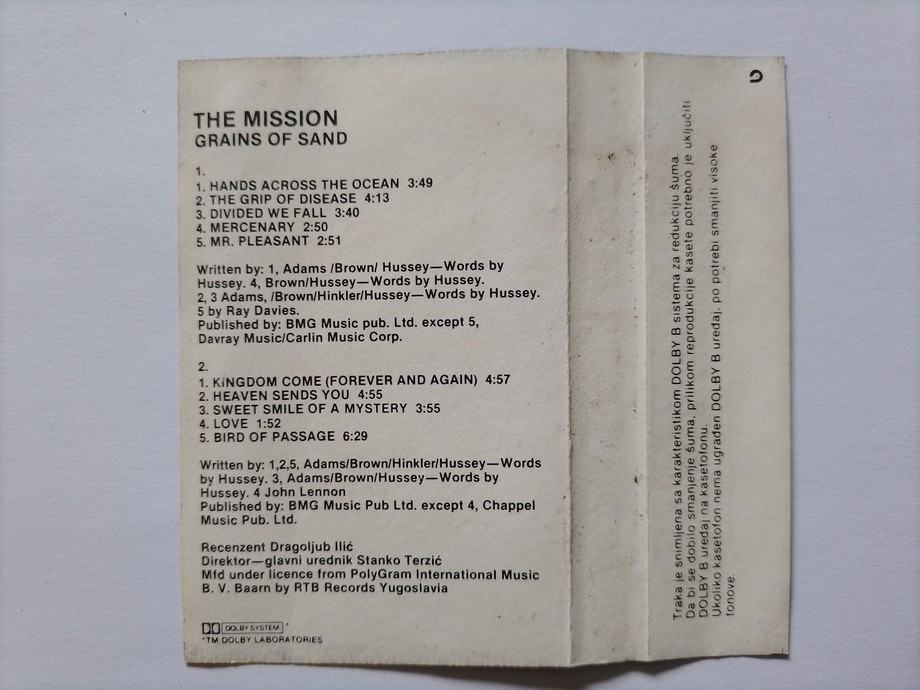 THE MISSION
GRAINS OF SAND
1.
1. HANDS ACROSS THE OCEAN 3:49
2. THE GRIP OF DISEASE 4:13
3. DIVIDED WE FALL 3:40
4. MERCENARY 2:50
5. MR. PLEASANT 2:51
Written by: 1, Adams /Brown/ Hussey—Words by
Hussey. 4, Brown/Hussey—Words by Hussey.
2, 3 Adams, /Brown/Hinkler/Hussey—Words by Hussey.
5 by Ray Davies.
Published by: BMG Music pub. Ltd. except 5,
Davray Music/Carlin Music Corp.
2.
1. KINGDOM COME (FOREVER AND AGAIN) 4:57
2. HEAVEN SENDS YOU 4:55
3. SWEET SMILE OF A MYSTERY 3:55
4. LOVE 1:52
5. BIRD OF PASSAGE 6:29
Written by: 1,2,5, Adams/Brown/Hinkler/Hussey—Words
by Hussey. 3, Adams/Brown/Hussey—Words by
Hussey. 4 John Lennon
Published by: BMG Music Pub Ltd. except 4, Chappel
Music Pub. Ltd.
Recenzent Dragoljub Ilić
Direktor—glavni urednik Stanko Terzić
Mfd under licence from PolyGram International Music
B. V. Baarn by RTB Records Yugoslavia
DOLBY SYSTEM *
*TM DOLBY LABORATORIES
Traka je snimljena sa karakteristikom DOLBY B sistema za redukciju šuma.
Da bi se dobilo smanjenje šuma, prilikom reprodukcije kasete potrebno je uključiti
DOLBY B uređaj na kasetofonu.
Ukoliko kasetofon nema ugrađen DOLBY B uređaj, po potrebi smanjiti visoke
tonove.